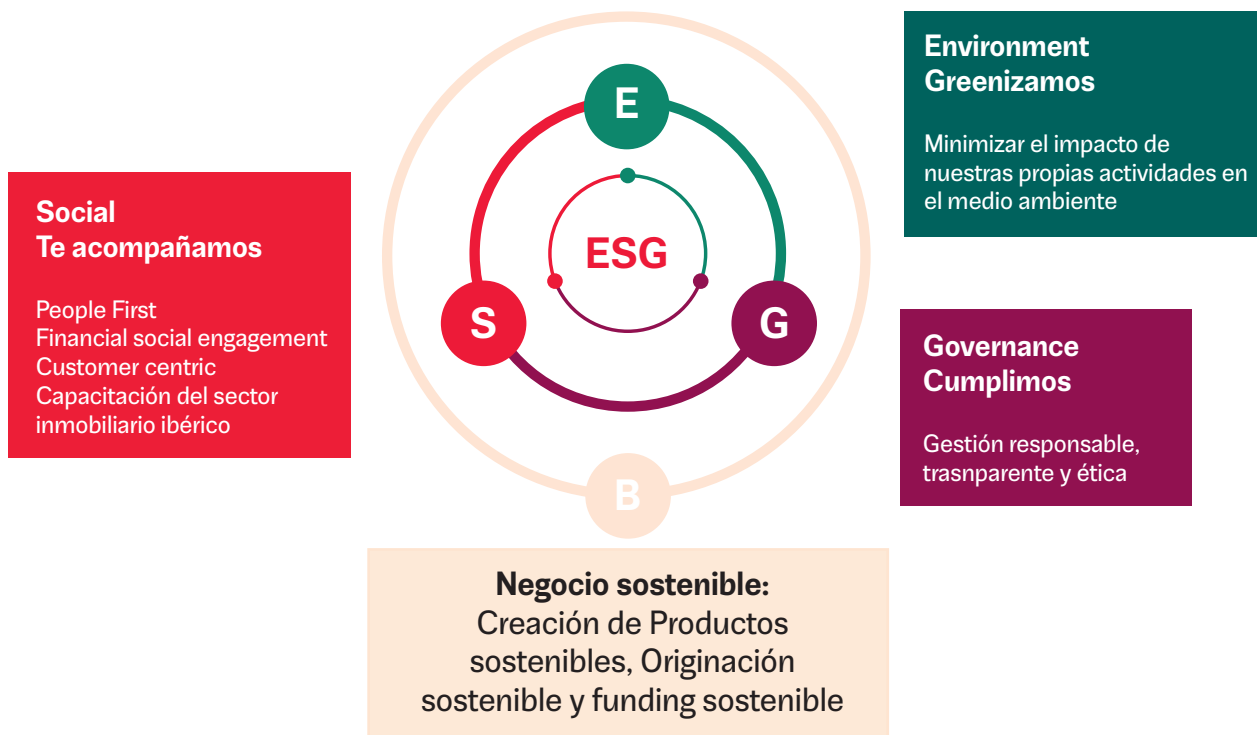 E
ESG
S
G
B
Environment
Greenizamos
Minimizar el impacto de
nuestras propias actividades en
el medio ambiente
Social
Te acompañamos
People First
Financial social engagement
Customer centric
Capacitación del sector
inmobiliario ibérico
Governance
Cumplimos
Gestión responsable,
trasnparente y ética
Negocio sostenible:
Creación de Productos
sostenibles, Originación
sostenible y funding sostenible